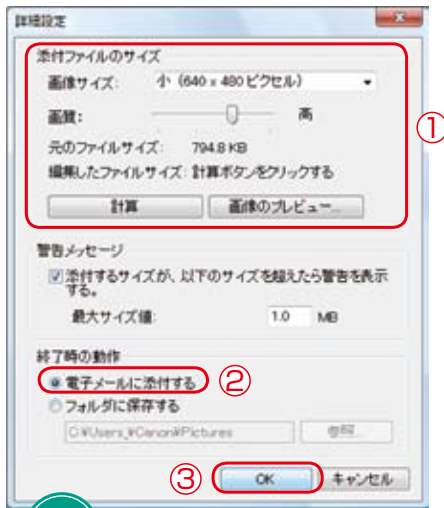 詳細設定
添付ファイルのサイズ
画像サイズ: 小 (640 x 480 ピクセル)
画質: 高
①
元のファイルサイズ: 794.8 KB
編集したファイルサイズ: 計算ボタンをクリックする
計算 画像のプレビュー...
警告メッセージ
添付するサイズが、以下のサイズを超えたら警告を表示
する。
最大サイズ値: 1.0 MB
終了時の動作
電子メールに添付する ②
フォルダに保存する
C:¥Users¥Canon¥Pictures 参照...
③ OK キャンセル